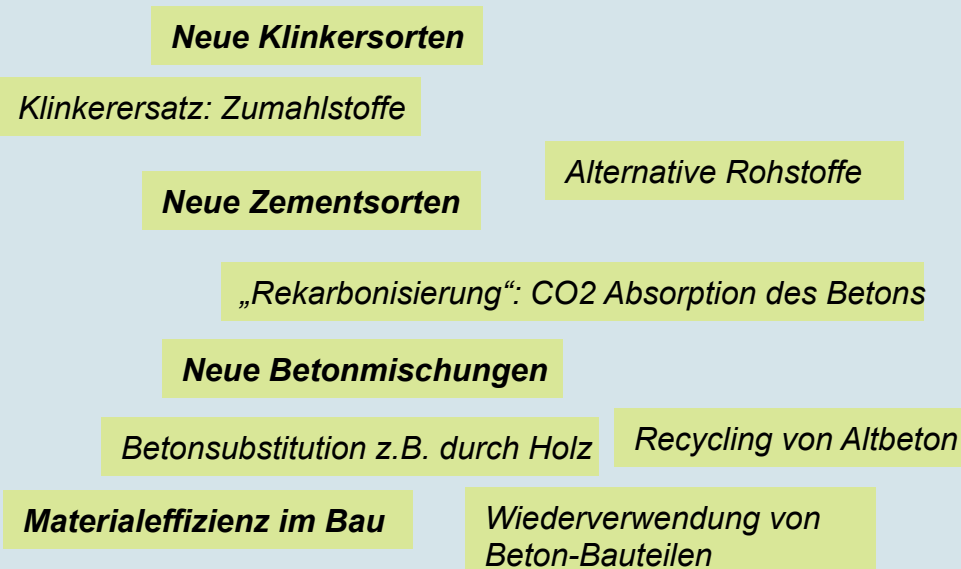 Neue Klinkersorten
Klinkerersatz: Zumahlstoffe
Alternative Rohstoffe
Neue Zementsorten
„Rekarbonisierung“: CO2 Absorption des Betons
Neue Betonmischungen
Betonsubstitution z.B. durch Holz
Recycling von Altbeton
Materialeffizienz im Bau
Wiederverwendung von
Beton-Bauteilen